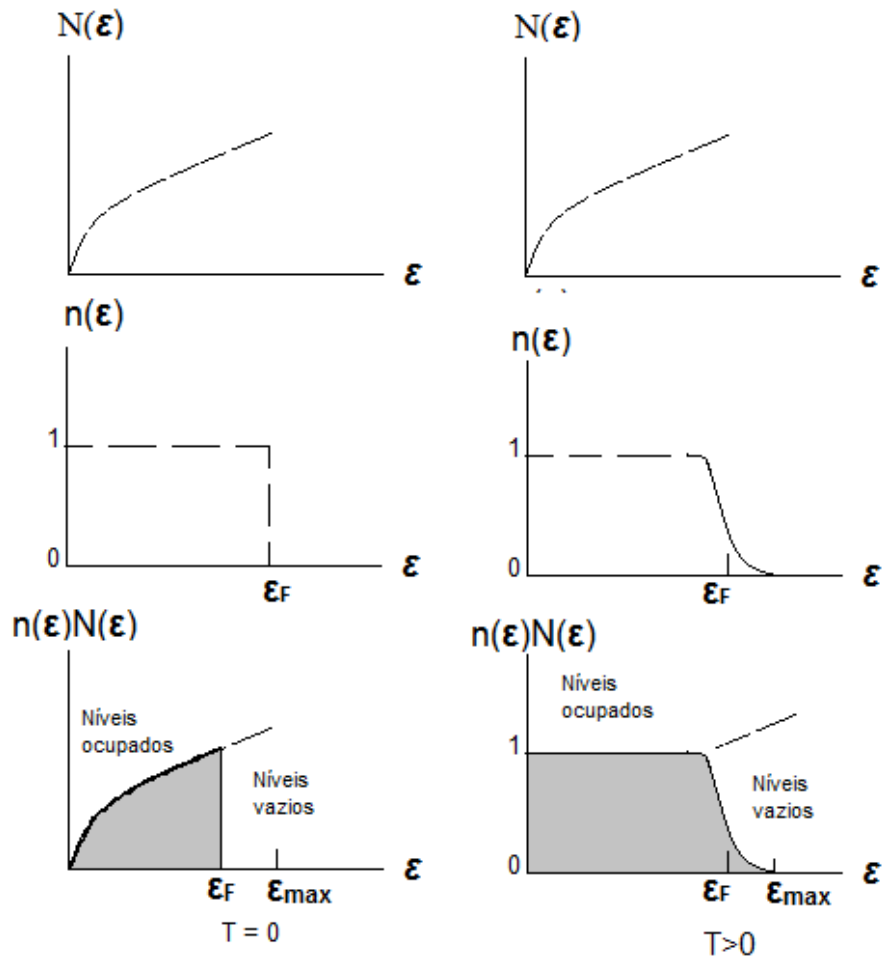 N(ε)
ε
n(ε)
1
0
ε
εF
n(ε)N(ε)
Níveis
ocupados
Níveis
vazios
εF
εmax
ε
T = 0
N(ε)
ε
n(ε)
1
0
ε
εF
n(ε)N(ε)
Níveis
ocupados
1
Níveis
vazios
0
εF
εmax
ε
T>0